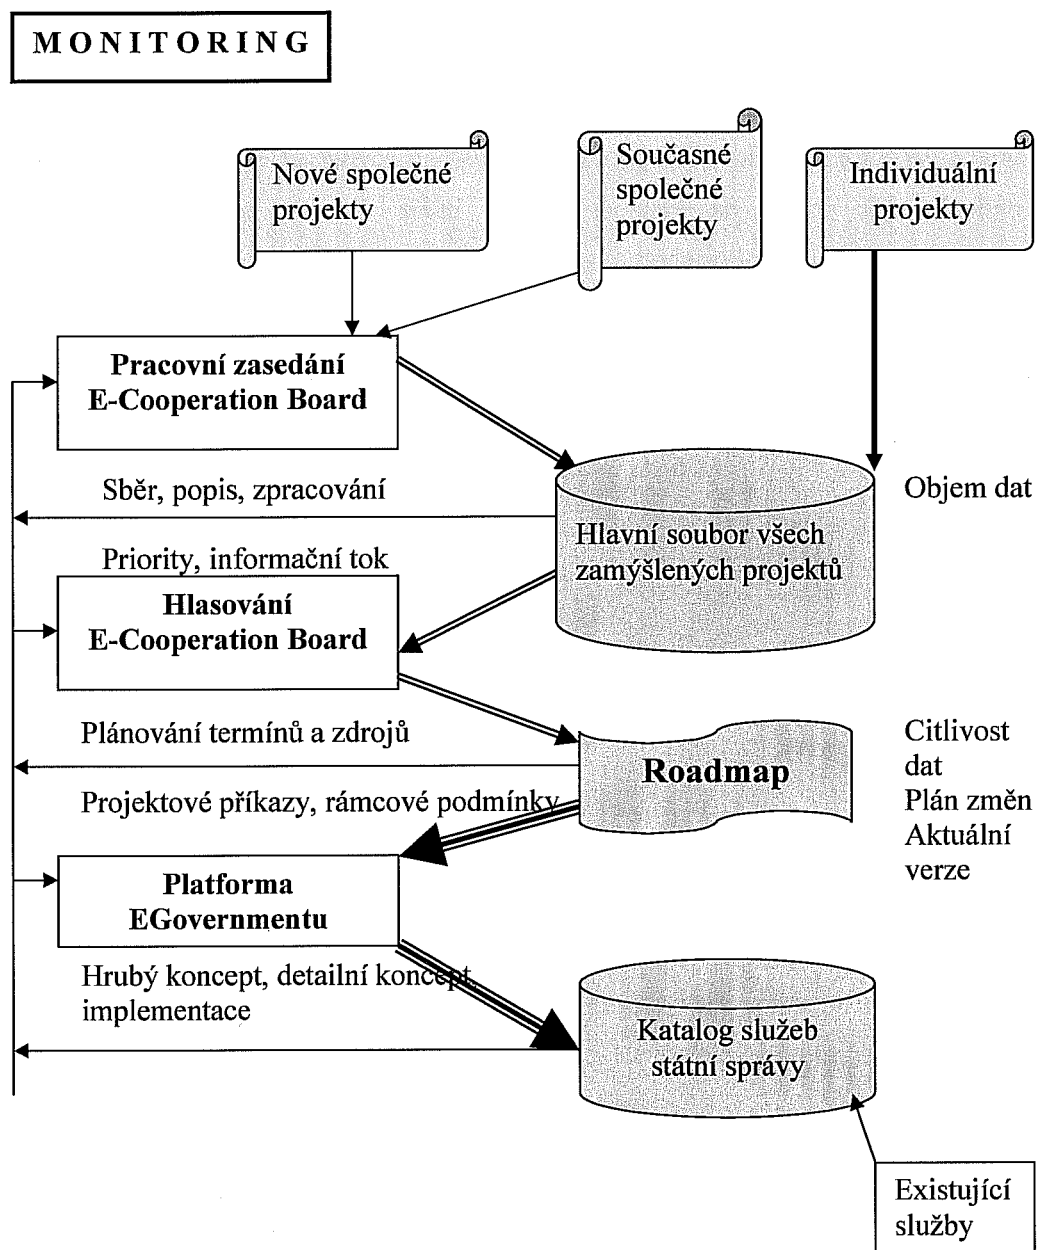 MONITORING
Nové společné
projekty
Současné
společné
projekty
Individuální
projekty
Pracovní zasedání
E-Cooperation Board
Sběr, popis, zpracování
Objem dat
Hlavní soubor všech
zamýšlených projektů
Priority, informační tok
Hlasování
E-Cooperation Board
Plánování termínů a zdrojů
Roadmap
Citlivost
dat
Plán změn
Aktuální
verze
Projektové příkazy, rámcové podmínky
Platforma
EGovernmentu
Hrubý koncept, detailní koncept,
implementace
Katalog služeb
státní správy
Existující
služby